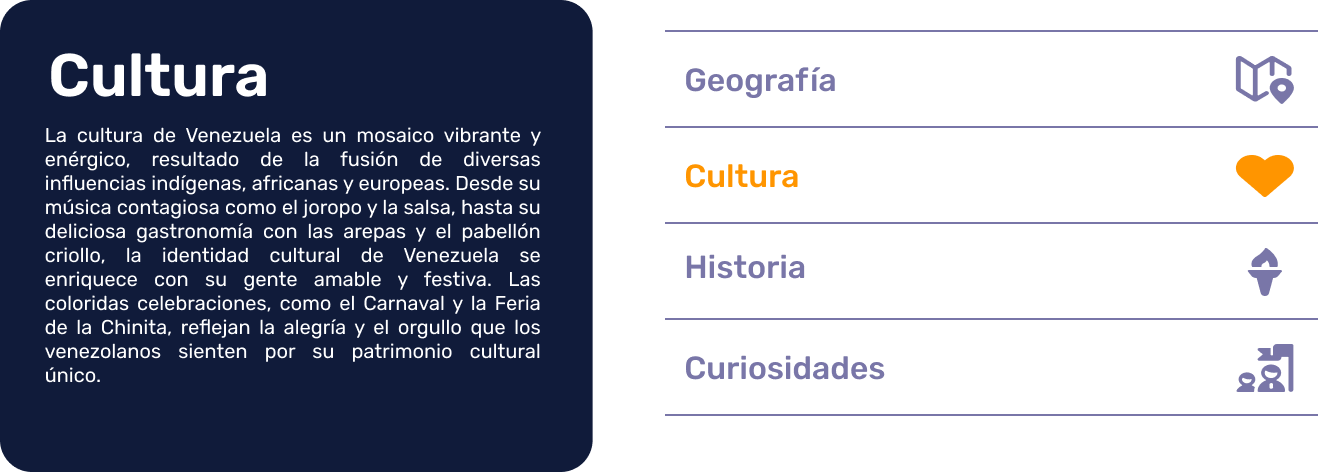 Cultura
La cultura de Venezuela es un mosaico vibrante y
enérgico, resultado de la fusión de diversas
influencias indígenas, africanas y europeas. Desde su
música contagiosa como el joropo y la salsa, hasta su
deliciosa gastronomía con las arepas y el pabellón
criollo, la identidad cultural de Venezuela se
enriquece con su gente amable y festiva. Las
coloridas celebraciones, como el Carnaval y la Feria
de la Chinita, reflejan la alegría y el orgullo que los
venezolanos sienten por su patrimonio cultural
único.
Geografía
Cultura
Historia
Curiosidades